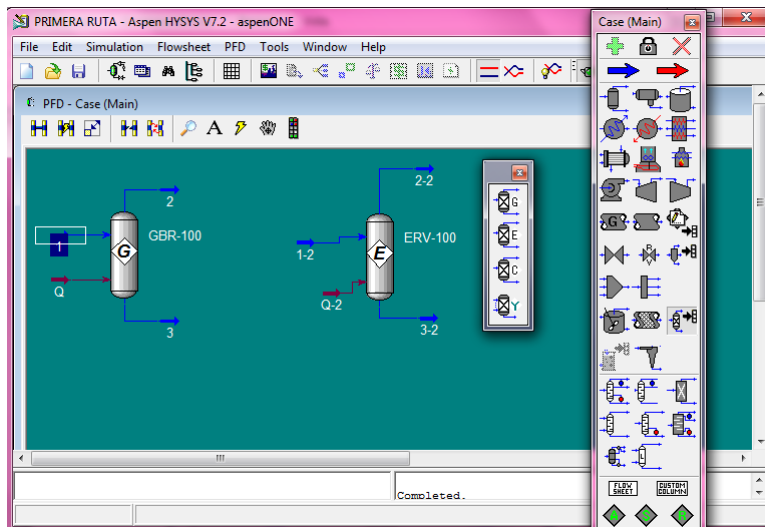 PRIMERA RUTA - Aspen HYSYS V7.2 - aspenONE
Case (Main)
File Edit Simulation Flowsheet PFD Tools Window Help
PFD - Case (Main)
A
2
2-2
1
GBR-100
G
1-2
ERV-100
E
Q
Q-2
3
3-2
G
E
C
Y
G
R
L
FLOW
SHEET
CUSTOM
COLUMN
Completed.